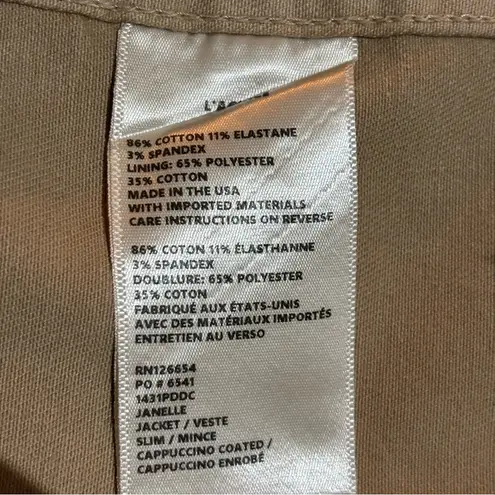 86% COTTON 11% ELASTANE
3% SPANDEX
LINING: 65% POLYESTER
35% COTTON
MADE IN THE USA
WITH IMPORTED MATERIALS
CARE INSTRUCTIONS ON REVERSE
86% COTON 11% ÉLASTHANNE
3% SPANDEX
DOUBLURE: 65% POLYESTER
35% COTON
FABRIQUÉ AUX ÉTATS-UNIS
AVEC DES MATÉRIAUX IMPORTÉS
ENTRETIEN AU VERSO
RN126654
PO # 6541
1431PDDC
JANELLE
JACKET / VESTE
SLIM / MINCE
CAPPUCCINO COATED /
CAPPUCCINO ENROBÉ